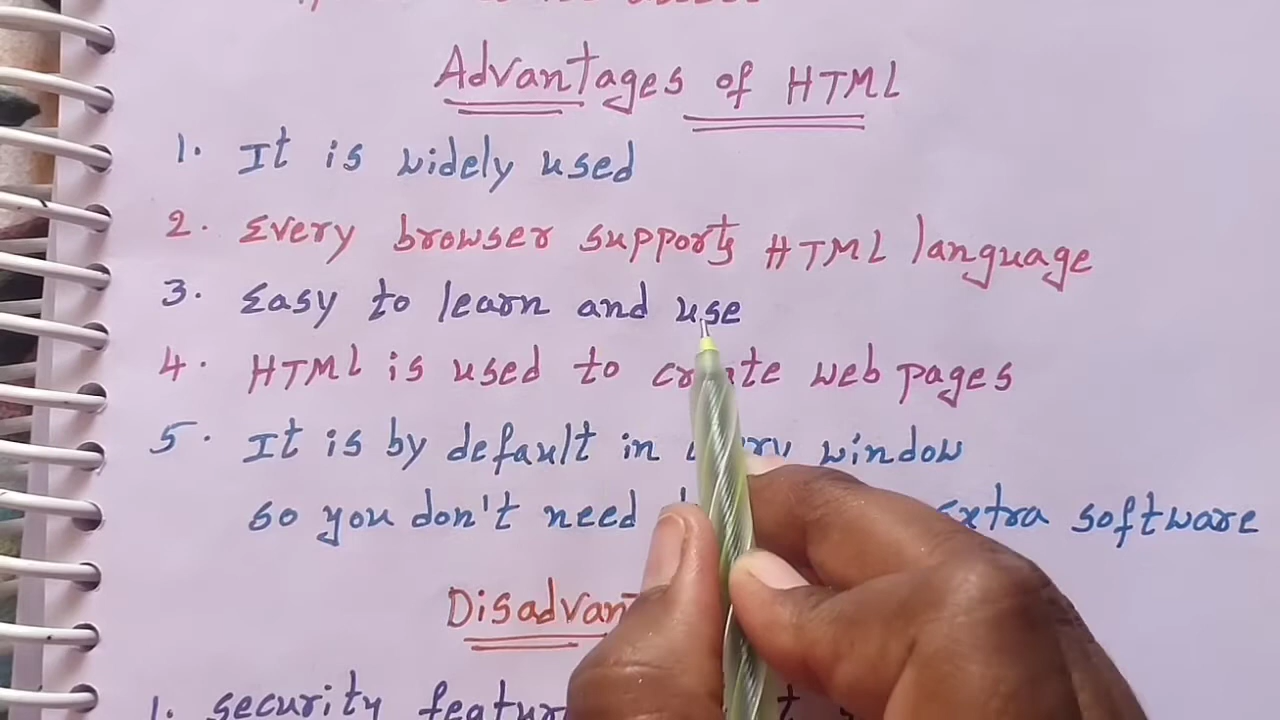 Advantages of HTML
1. It is widely used
2. Every browser supports HTML language
3. Easy to learn and use
4. HTML is used to create web pages
5. It is by default in every window
so you don't need extra software
Disadvan
1. security featur